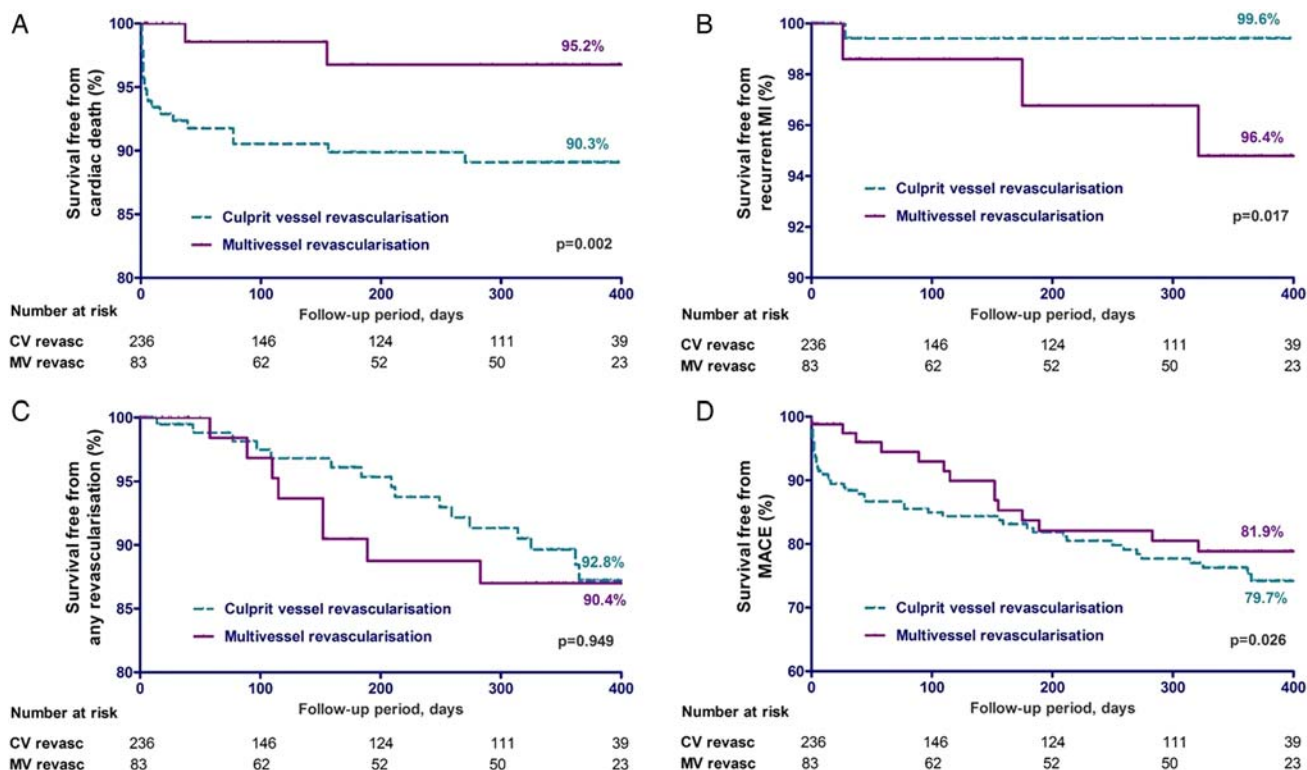 A
Survival free from
cardiac death (%)
100
95
90
85
80
95.2%
90.3%
Culprit vessel revascularisation
Multivessel revascularisation
p=0.002
0 100 200 300 400
Number at risk
Follow-up period, days
CV revasc 236 146 124 111 39
MV revasc 83 62 52 50 23
B
Survival free from
recurrent MI (%)
100
98
96
94
92
90
99.6%
96.4%
Culprit vessel revascularisation
Multivessel revascularisation
p=0.017
0 100 200 300 400
Number at risk
Follow-up period, days
CV revasc 236 146 124 111 39
MV revasc 83 62 52 50 23
C
Survival free from
any revascularisation (%)
100
95
90
85
80
92.8%
90.4%
Culprit vessel revascularisation
Multivessel revascularisation
p=0.949
0 100 200 300 400
Number at risk
Follow-up period, days
CV revasc 236 146 124 111 39
MV revasc 83 62 52 50 23
D
Survival free from
MACE (%)
100
90
80
70
60
81.9%
79.7%
Culprit vessel revascularisation
Multivessel revascularisation
p=0.026
0 100 200 300 400
Number at risk
Follow-up period, days
CV revasc 236 146 124 111 39
MV revasc 83 62 52 50 23